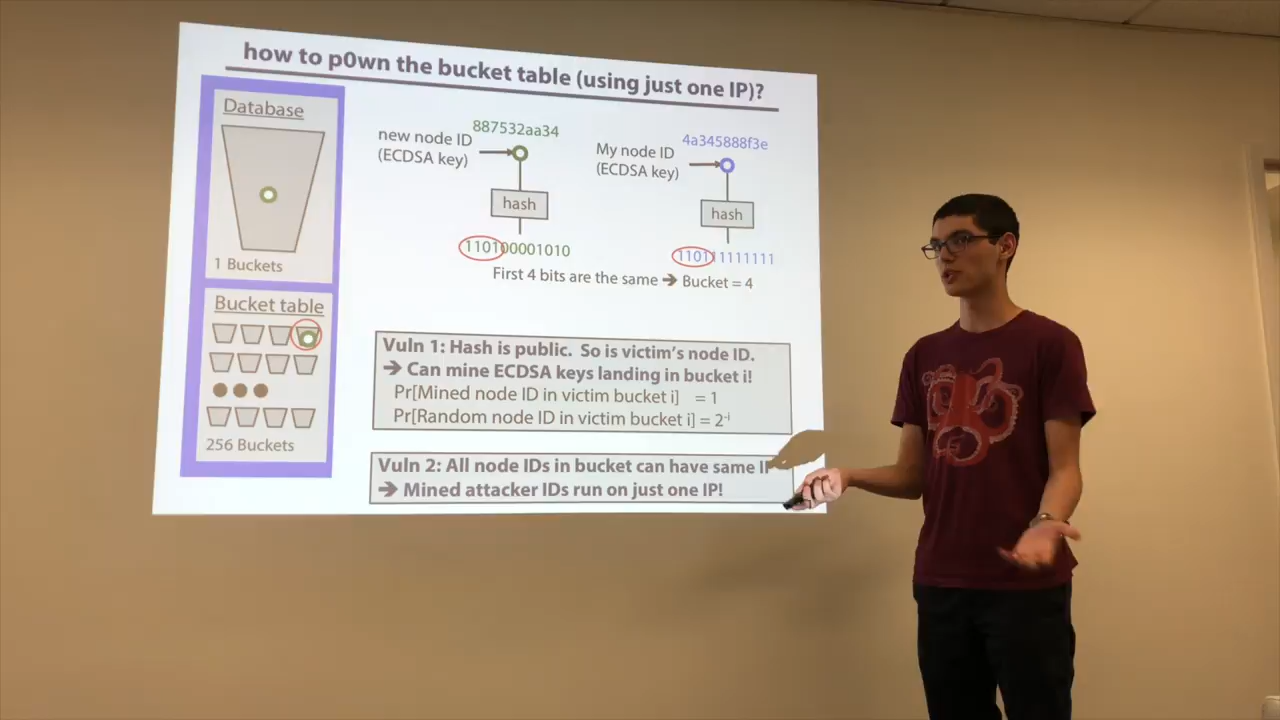 how to p0wn the bucket table (using just one IP)?
Database
1 Buckets
Bucket table
256 Buckets
new node ID
(ECDSA key)
887532aa34
hash
110100001010
My node ID
(ECDSA key)
4a345888f3e
hash
110111111111
First 4 bits are the same ➔ Bucket = 4
Vuln 1: Hash is public. So is victim's node ID.
➔ Can mine ECDSA keys landing in bucket i!
Pr[Mined node ID in victim bucket i] = 1
Pr[Random node ID in victim bucket i] = 2⁻ⁱ
Vuln 2: All node IDs in bucket can have same
➔ Mined attacker IDs run on just one IP!